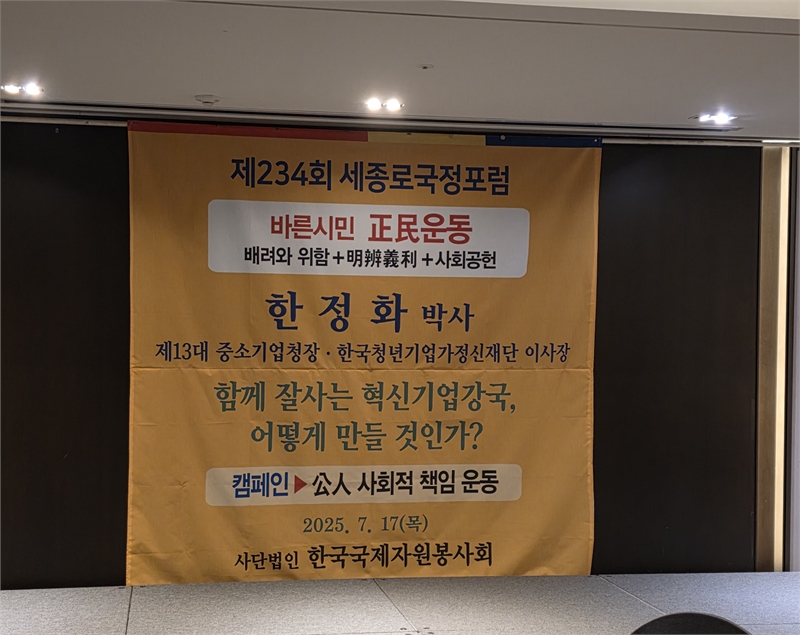 제234회 세종로국정포럼
바른시민 正民운동
배려와 위함+明辨義利+사회공헌
한정화 박사
제13대 중소기업청장 · 한국청년기업가정신재단 이사장
함께 잘사는 혁신기업강국,
어떻게 만들 것인가?
캠페인▶公人 사회적 책임 운동
2025. 7. 17(목)
사단법인 한국국제자원봉사회